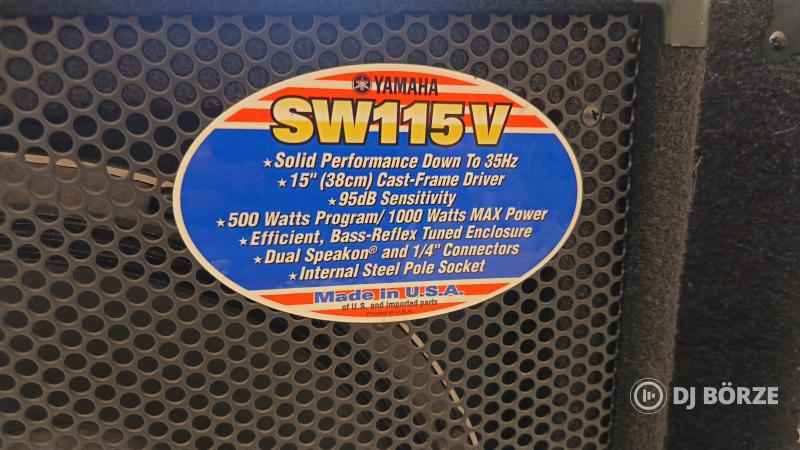 YAMAHA
SW115V
★Solid Performance Down To 35Hz
★15" (38cm) Cast-Frame Driver
★95dB Sensitivity
★500 Watts Program/ 1000 Watts MAX Power
★Efficient, Bass-Reflex Tuned Enclosure
★Dual Speakon® and 1/4" Connectors
★Internal Steel Pole Socket
Made in U.S.A.
of U.S. and imported parts
Printed in U.S.A.
DJ BÖRZE